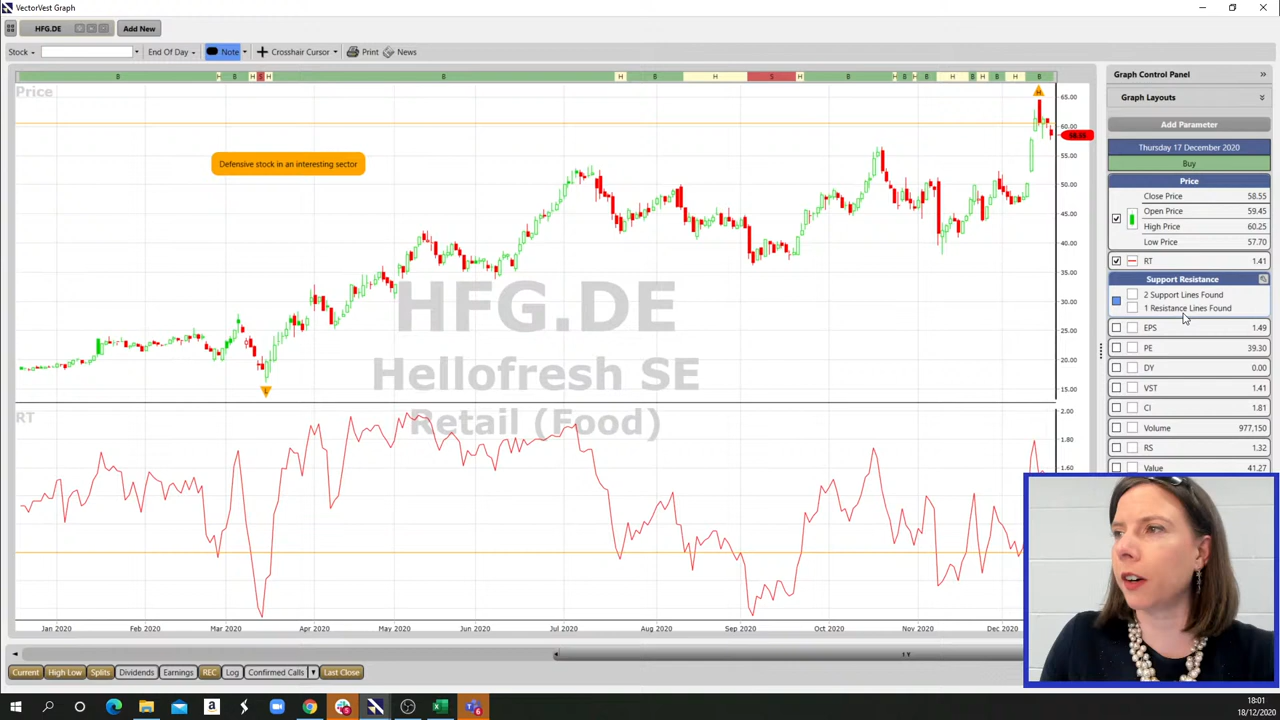 VectorVest Graph
HFG.DE
Add New
Stock
End Of Day
Note
Crosshair Cursor
Print
News
B H B H S H B H B H S H B B H B H B H B H B
Price
Defensive stock in an interesting sector
HFG.DE
Hellofresh SE
Retail (Food)
65.00
60.00
58.55
55.00
50.00
45.00
40.00
35.00
30.00
25.00
20.00
15.00
RT
2.00
1.80
1.60
Jan 2020 Feb 2020 Mar 2020 Apr 2020 May 2020 Jun 2020 Jul 2020 Aug 2020 Sep 2020 Oct 2020 Nov 2020 Dec 2020
Current High Low Splits Dividends Earnings REC Log Confirmed Calls Last Close
Graph Control Panel
Graph Layouts
Add Parameter
Thursday 17 December 2020
Buy
Price
Close Price 58.55
Open Price 59.45
High Price 60.25
Low Price 57.70
RT 1.41
Support Resistance
2 Support Lines Found
1 Resistance Lines Found
EPS 1.49
PE 39.30
DY 0.00
VST 1.41
CI 1.81
Volume 977,150
RS 1.32
Value 41.27
18:01
18/12/2020